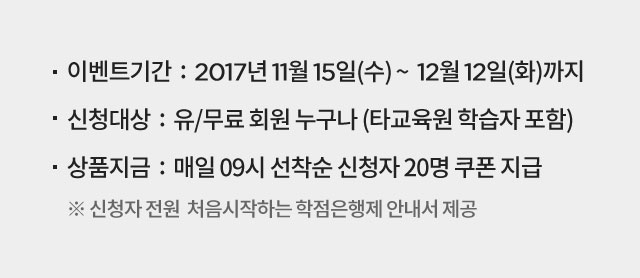 · 이벤트기간 : 2017년 11월 15일(수) ~ 12월 12일(화)까지
· 신청대상 : 유/무료 회원 누구나 (타교육원 학습자 포함)
· 상품지금 : 매일 09시 선착순 신청자 20명 쿠폰 지급
※ 신청자 전원 처음시작하는 학점은행제 안내서 제공